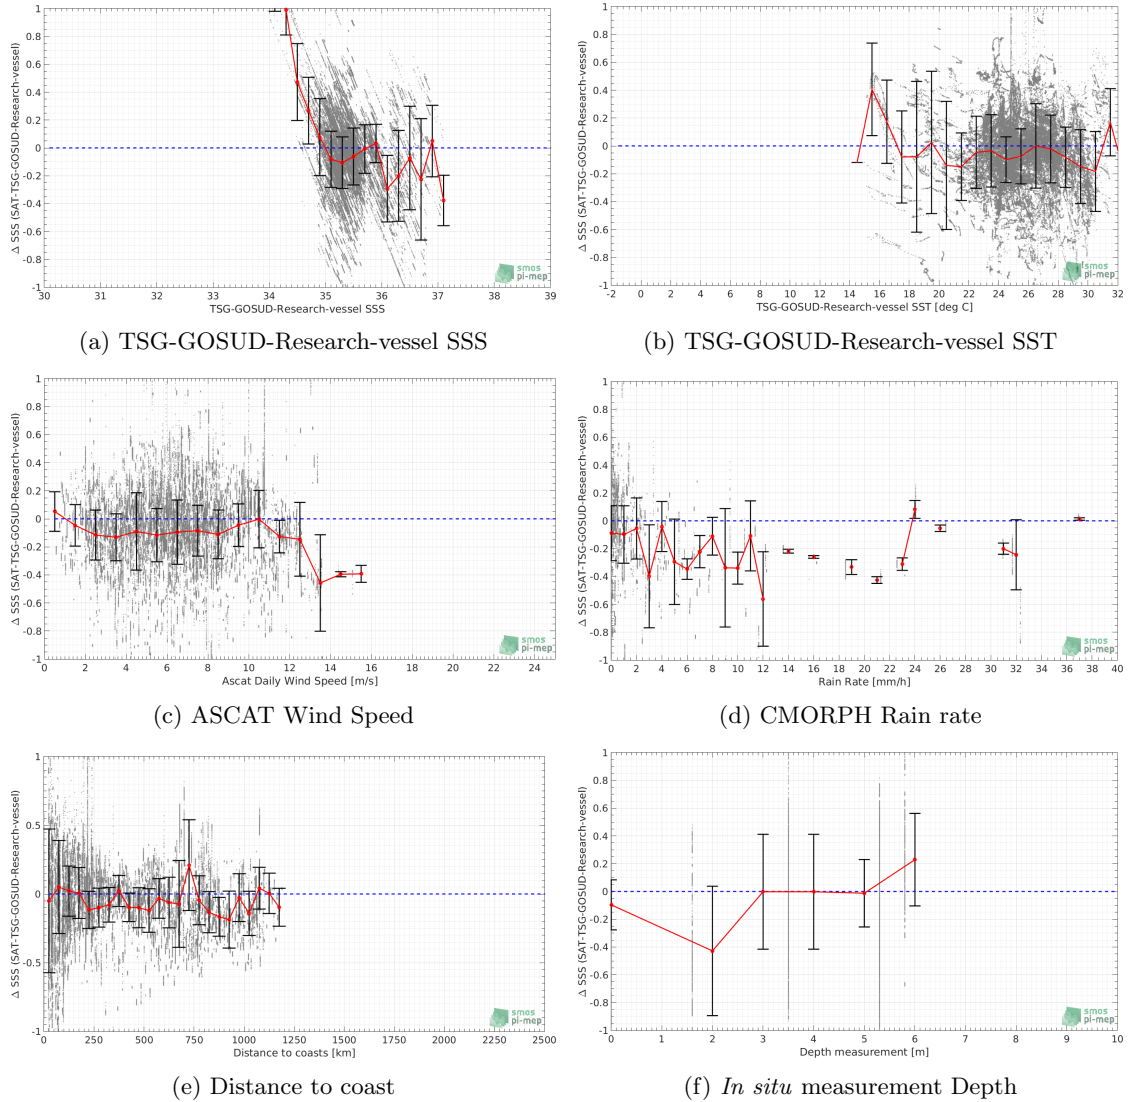 1
0.8
0.6
0.4
0.2
0
-0.2
-0.4
-0.6
-0.8
-1
Δ SSS (SAT-TSG-GOSUD-Research-vessel)
30 31 32 33 34 35 36 37 38 39
TSG-GOSUD-Research-vessel SSS
smos
pi-mep
(a) TSG-GOSUD-Research-vessel SSS
1
0.8
0.6
0.4
0.2
0
-0.2
-0.4
-0.6
-0.8
-1
Δ SSS (SAT-TSG-GOSUD-Research-vessel)
-2 0 2 4 6 8 10 12 14 16 18 20 22 24 26 28 30 32
TSG-GOSUD-Research-vessel SST [deg C]
smos
pi-mep
(b) TSG-GOSUD-Research-vessel SST
1
0.8
0.6
0.4
0.2
0
-0.2
-0.4
-0.6
-0.8
-1
Δ SSS (SAT-TSG-GOSUD-Research-vessel)
0 2 4 6 8 10 12 14 16 18 20 22 24
Ascat Daily Wind Speed [m/s]
smos
pi-mep
(c) ASCAT Wind Speed
1
0.8
0.6
0.4
0.2
0
-0.2
-0.4
-0.6
-0.8
-1
Δ SSS (SAT-TSG-GOSUD-Research-vessel)
0 2 4 6 8 10 12 14 16 18 20 22 24 26 28 30 32 34 36 38 40
Rain Rate [mm/h]
smos
pi-mep
(d) CMORPH Rain rate
1
0.5
0
-0.5
-1
Δ SSS (SAT-TSG-GOSUD-Research-vessel)
0 250 500 750 1000 1250 1500 1750 2000 2250 2500
Distance to coasts [km]
smos
pi-mep
(e) Distance to coast
1
0.8
0.6
0.4
0.2
0
-0.2
-0.4
-0.6
-0.8
-1
Δ SSS (SAT-TSG-GOSUD-Research-vessel)
0 1 2 3 4 5 6 7 8 9 10
Depth measurement [m]
smos
pi-mep
(f) In situ measurement Depth